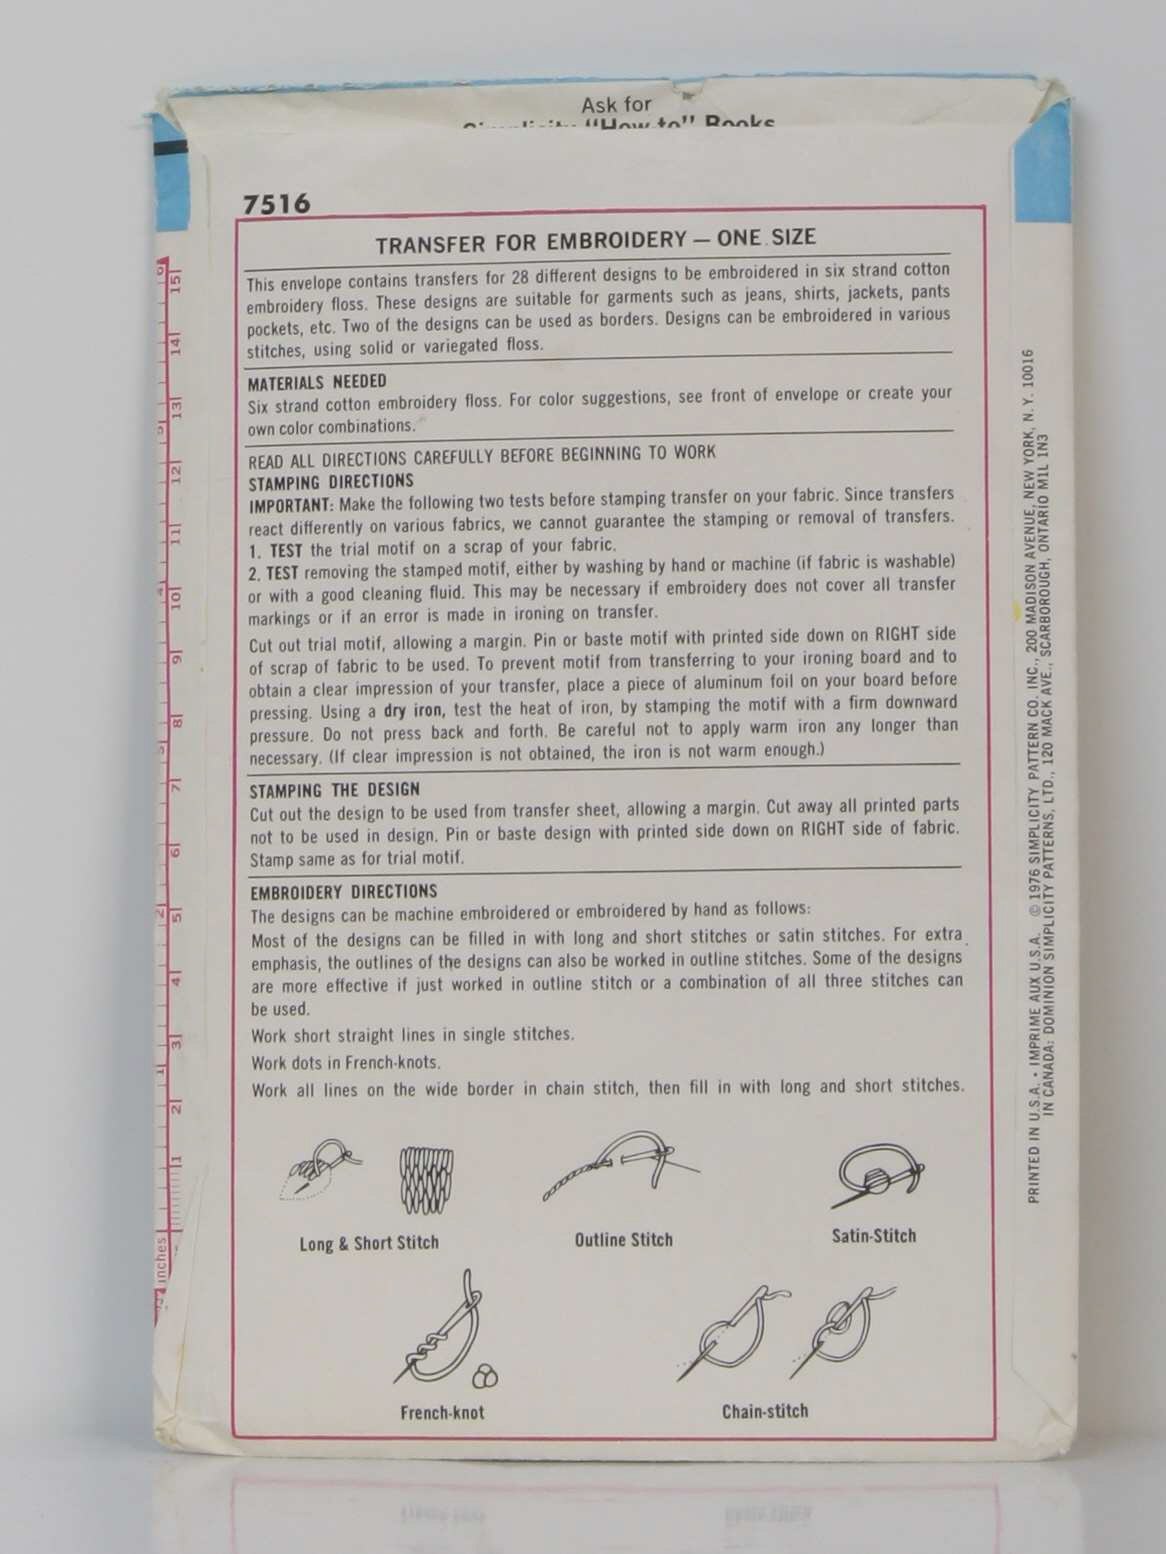 Ask for
Simplicity "How to" Books
7516
TRANSFER FOR EMBROIDERY — ONE SIZE
This envelope contains transfers for 28 different designs to be embroidered in six strand cotton
embroidery floss. These designs are suitable for garments such as jeans, shirts, jackets, pants
pockets, etc. Two of the designs can be used as borders. Designs can be embroidered in various
stitches, using solid or variegated floss.
MATERIALS NEEDED
Six strand cotton embroidery floss. For color suggestions, see front of envelope or create your
own color combinations.
READ ALL DIRECTIONS CAREFULLY BEFORE BEGINNING TO WORK
STAMPING DIRECTIONS
IMPORTANT: Make the following two tests before stamping transfer on your fabric. Since transfers
react differently on various fabrics, we cannot guarantee the stamping or removal of transfers.
1. TEST the trial motif on a scrap of your fabric.
2. TEST removing the stamped motif, either by washing by hand or machine (if fabric is washable)
or with a good cleaning fluid. This may be necessary if embroidery does not cover all transfer
markings or if an error is made in ironing on transfer.
Cut out trial motif, allowing a margin. Pin or baste motif with printed side down on RIGHT side
of scrap of fabric to be used. To prevent motif from transferring to your ironing board and to
obtain a clear impression of your transfer, place a piece of aluminum foil on your board before
pressing. Using a dry iron, test the heat of iron, by stamping the motif with a firm downward
pressure. Do not press back and forth. Be careful not to apply warm iron any longer than
necessary. (If clear impression is not obtained, the iron is not warm enough.)
STAMPING THE DESIGN
Cut out the design to be used from transfer sheet, allowing a margin. Cut away all printed parts
not to be used in design. Pin or baste design with printed side down on RIGHT side of fabric.
Stamp same as for trial motif.
EMBROIDERY DIRECTIONS
The designs can be machine embroidered or embroidered by hand as follows:
Most of the designs can be filled in with long and short stitches or satin stitches. For extra
emphasis, the outlines of the designs can also be worked in outline stitches. Some of the designs
are more effective if just worked in outline stitch or a combination of all three stitches can
be used.
Work short straight lines in single stitches.
Work dots in French-knots.
Work all lines on the wide border in chain stitch, then fill in with long and short stitches.
Long & Short Stitch
Outline Stitch
Satin-Stitch
French-knot
Chain-stitch
PRINTED IN U.S.A. • IMPRIME AUX U.S.A. © 1976 SIMPLICITY PATTERN CO. INC., 200 MADISON AVENUE, NEW YORK, N.Y. 10016
IN CANADA: DOMINION SIMPLICITY PATTERNS, LTD., 120 MACK AVE., SCARBOROUGH, ONTARIO M1L 1N3
15
14
13
12
11
10
9
8
7
6
5
4
3
2
1
inches